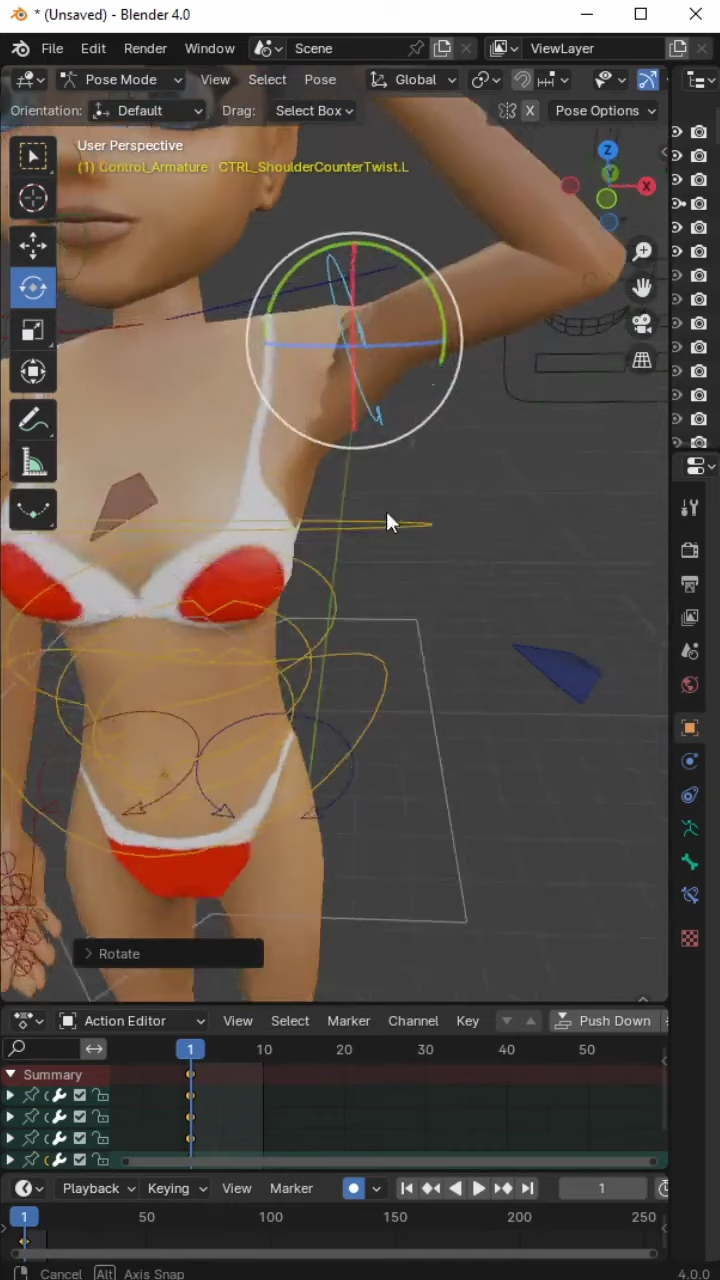 * (Unsaved) - Blender 4.0
File Edit Render Window Scene ViewLayer
Pose Mode View Select Pose Global
Orientation: Default Drag: Select Box X Pose Options
User Perspective
(1) Control_Armature : CTRL_ShoulderCounterTwist.L
Z
Y
X
Rotate
Action Editor View Select Marker Channel Key Push Down
1 10 20 30 40 50
Summary
Playback Keying View Marker 1
1 50 100 150 200 250
Cancel Alt Axis Snap 4.0.0